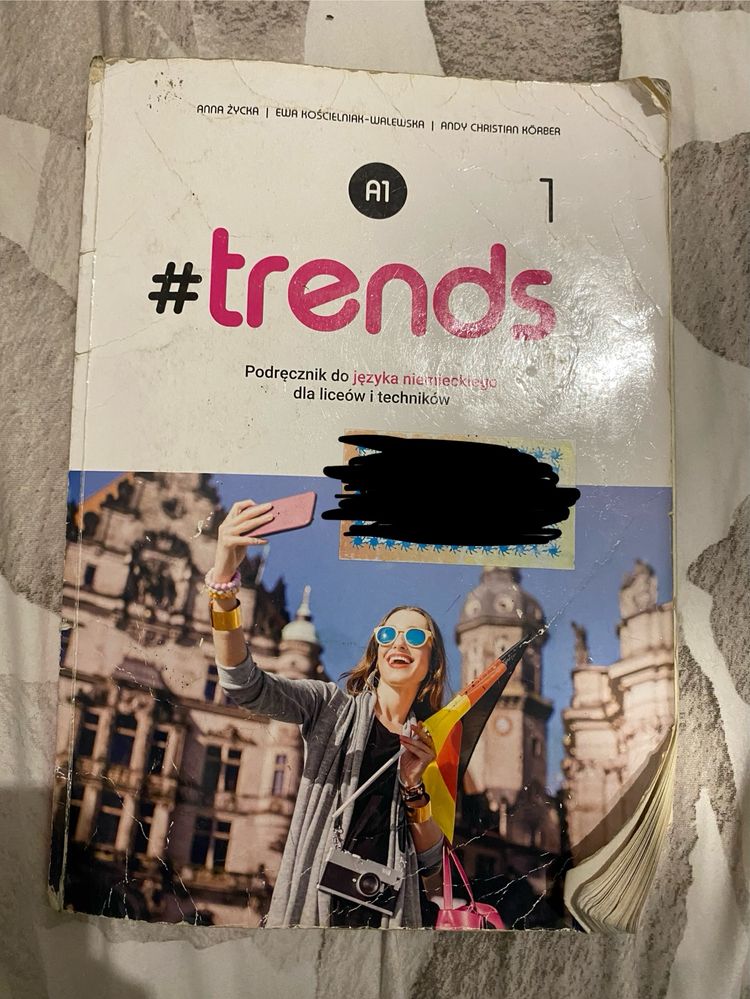 ANNA ŻYCKA | EWA KOŚCIELNIAK-WALEWSKA | ANDY CHRISTIAN KÖRBER
A1
1
#trends
Podręcznik do języka niemieckiego
dla liceów i techników